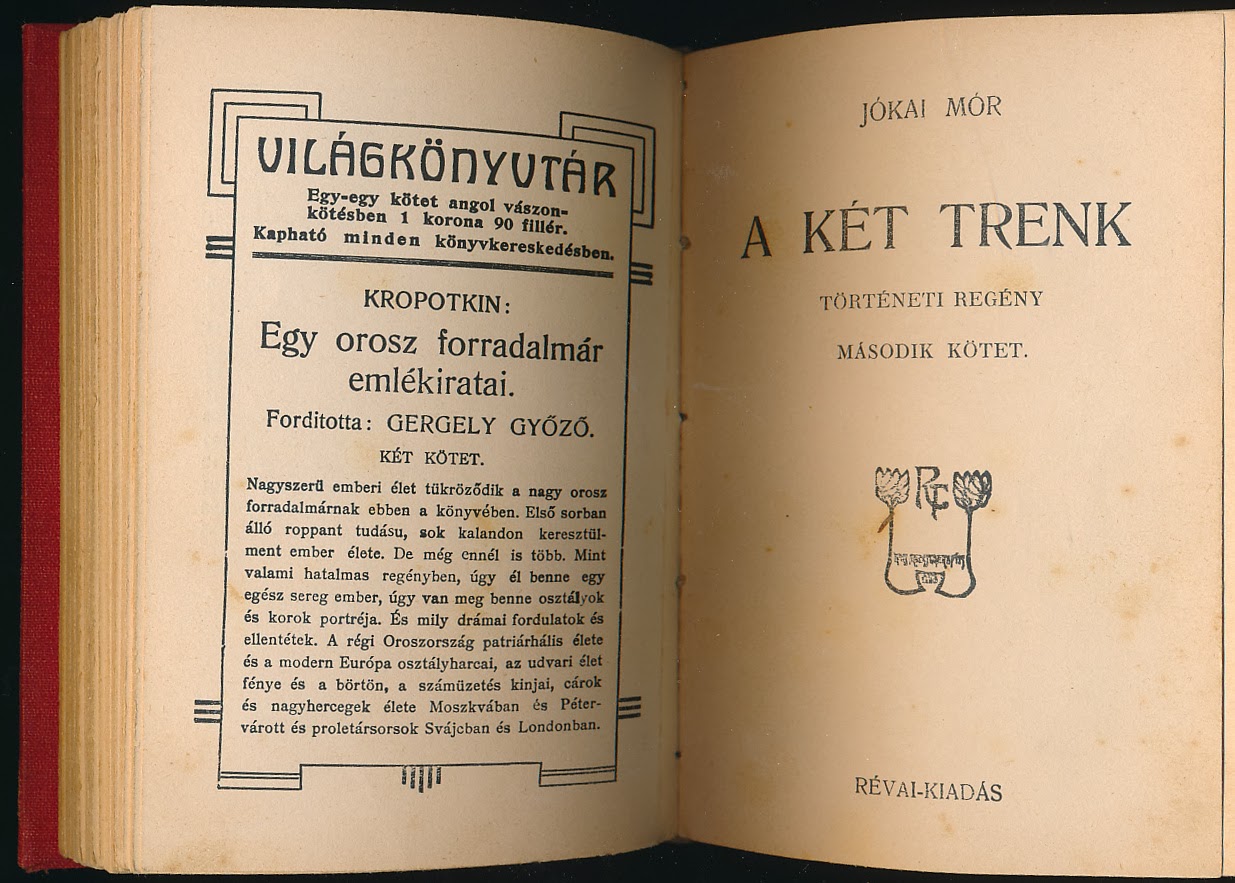 VILÁGKÖNYVTÁR
Egy-egy kötet angol vászon-
kötésben 1 korona 90 fillér.
Kapható minden könyvkereskedésben.
KROPOTKIN:
Egy orosz forradalmár
emlékiratai.
Forditotta: GERGELY GYŐZŐ.
KÉT KÖTET.
Nagyszerű emberi élet tükröződik a nagy orosz
forradalmárnak ebben a könyvében. Első sorban
álló roppant tudásu, sok kalandon keresztül-
ment ember élete. De még ennél is több. Mint
valami hatalmas regényben, úgy él benne egy
egész sereg ember, úgy van meg benne osztályok
és korok portréja. És mily drámai fordulatok és
ellentétek. A régi Oroszország patriárhális élete
és a modern Európa osztályharcai, az udvari élet
fénye és a börtön, a számüzetés kinjai, cárok
és nagyhercegek élete Moszkvában és Péter-
várott és proletársorsok Svájcban és Londonban.
JÓKAI MÓR
A KÉT TRENK
TÖRTÉNETI REGÉNY
MÁSODIK KÖTET.
RÉVAI-KIADÁS